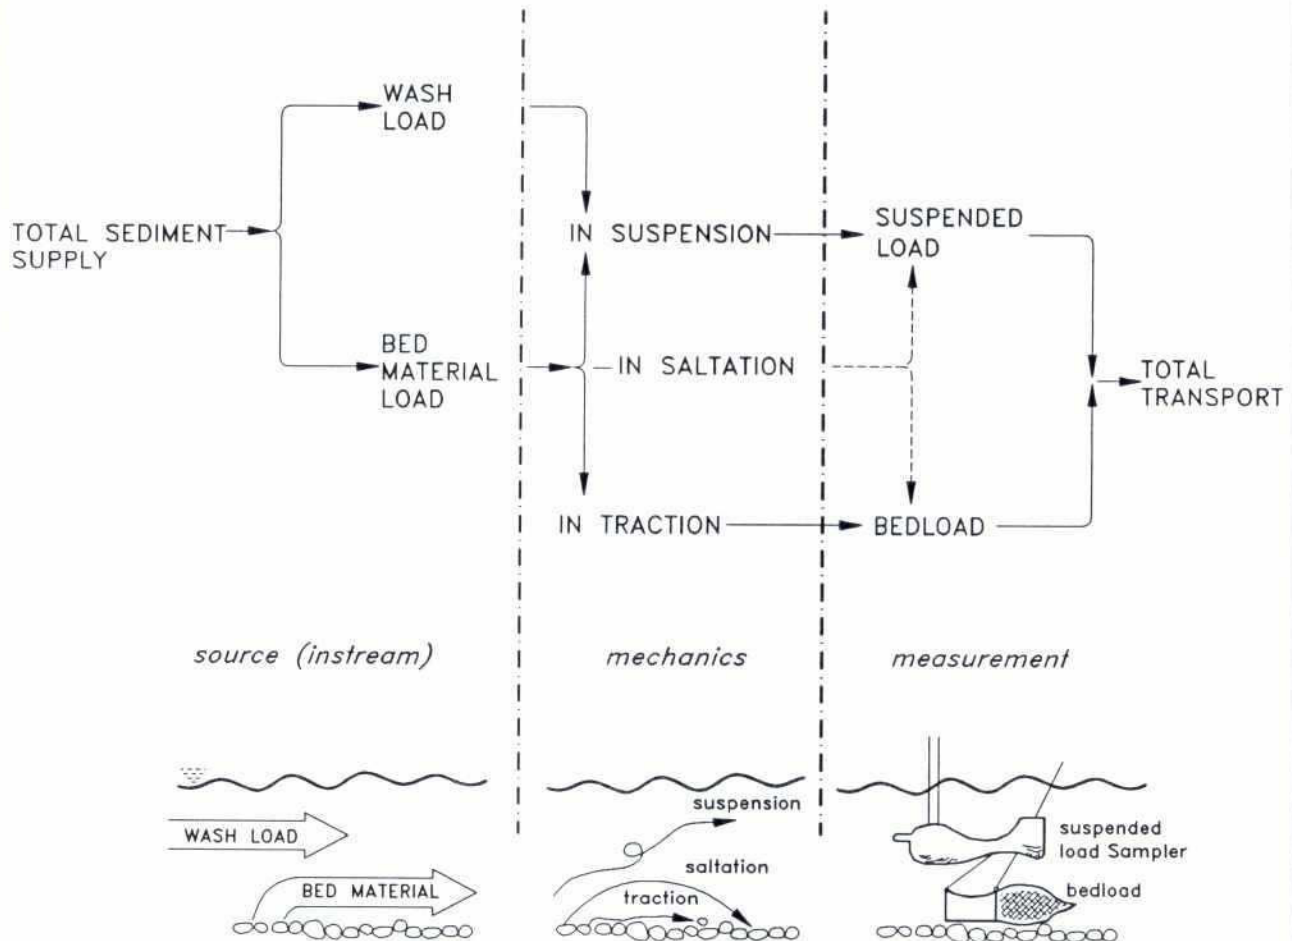 WASH
LOAD
TOTAL SEDIMENT
SUPPLY
IN SUSPENSION
SUSPENDED
LOAD
BED
MATERIAL
LOAD
IN SALTATION
TOTAL
TRANSPORT
IN TRACTION
BEDLOAD
source (instream)
mechanics
measurement
WASH LOAD
BED MATERIAL
suspension
saltation
traction
suspended
load Sampler
bedload